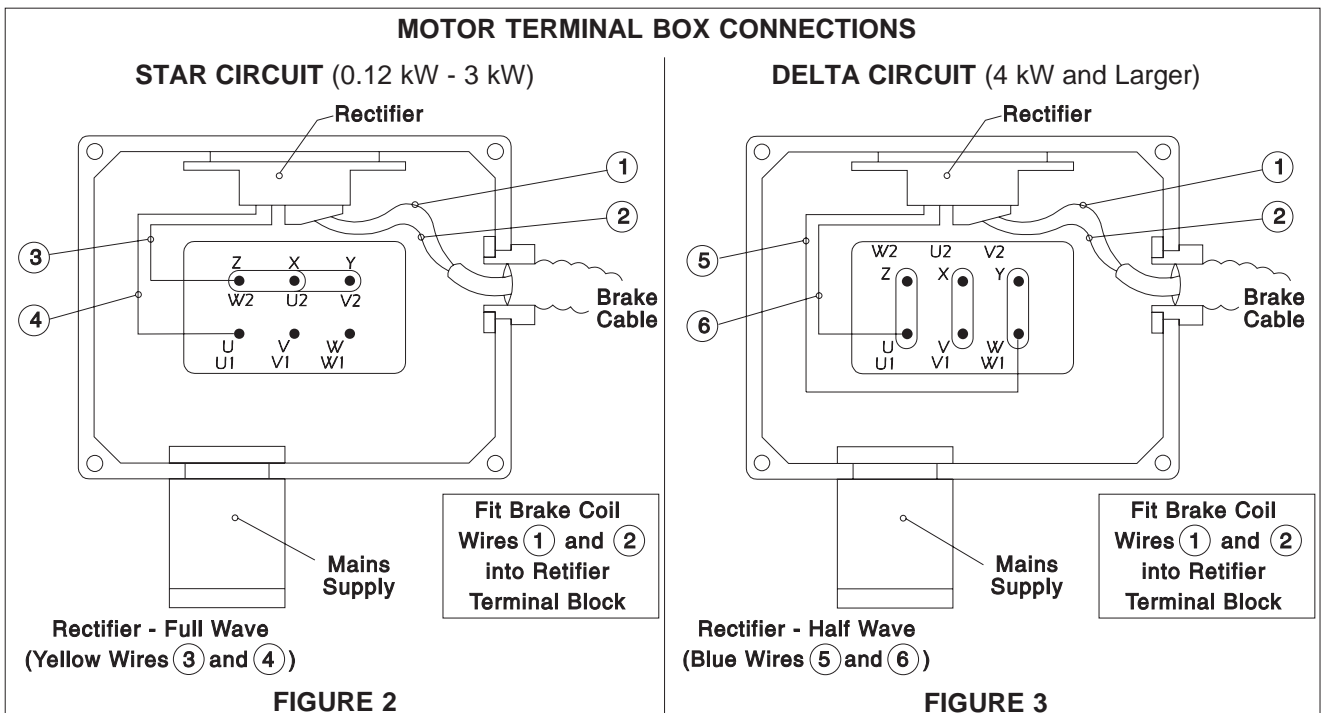 MOTOR TERMINAL BOX CONNECTIONS
STAR CIRCUIT (0.12 kW - 3 kW)
Rectifier
1
2
3
4
Z X Y
W2 U2 V2
U V W
U1 V1 W1
Brake
Cable
Mains
Supply
Fit Brake Coil
Wires 1 and 2
into Retifier
Terminal Block
Rectifier - Full Wave
(Yellow Wires 3 and 4)
FIGURE 2
DELTA CIRCUIT (4 kW and Larger)
Rectifier
1
2
5
6
W2 U2 V2
Z X Y
U V W
U1 V1 W1
Brake
Cable
Mains
Supply
Fit Brake Coil
Wires 1 and 2
into Retifier
Terminal Block
Rectifier - Half Wave
(Blue Wires 5 and 6)
FIGURE 3